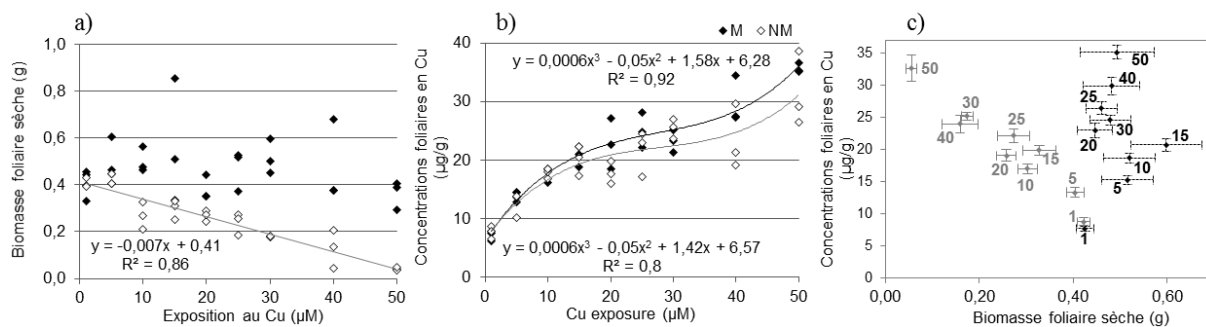 a)
Biomasse foliaire sèche (g)
1,0
0,8
0,6
0,4
0,2
0,0
y = -0,007x + 0,41
R² = 0,86
0 10 20 30 40 50
Exposition au Cu (µM)
b)
M NM
Concentrations foliaires en Cu
(µg/g)
40
30
20
10
0
y = 0,0006x³ - 0,05x² + 1,58x + 6,28
R² = 0,92
y = 0,0006x³ - 0,05x² + 1,42x + 6,57
R² = 0,8
0 10 20 30 40 50
Cu exposure (µM)
c)
Concentrations foliaires en Cu
(µg/g)
35
30
25
20
15
10
5
0
50
40
30
25
20
15
10
5
1
50
40
25
30
20
15
10
5
1
0,00 0,20 0,40 0,60
Biomasse foliaire sèche (g)